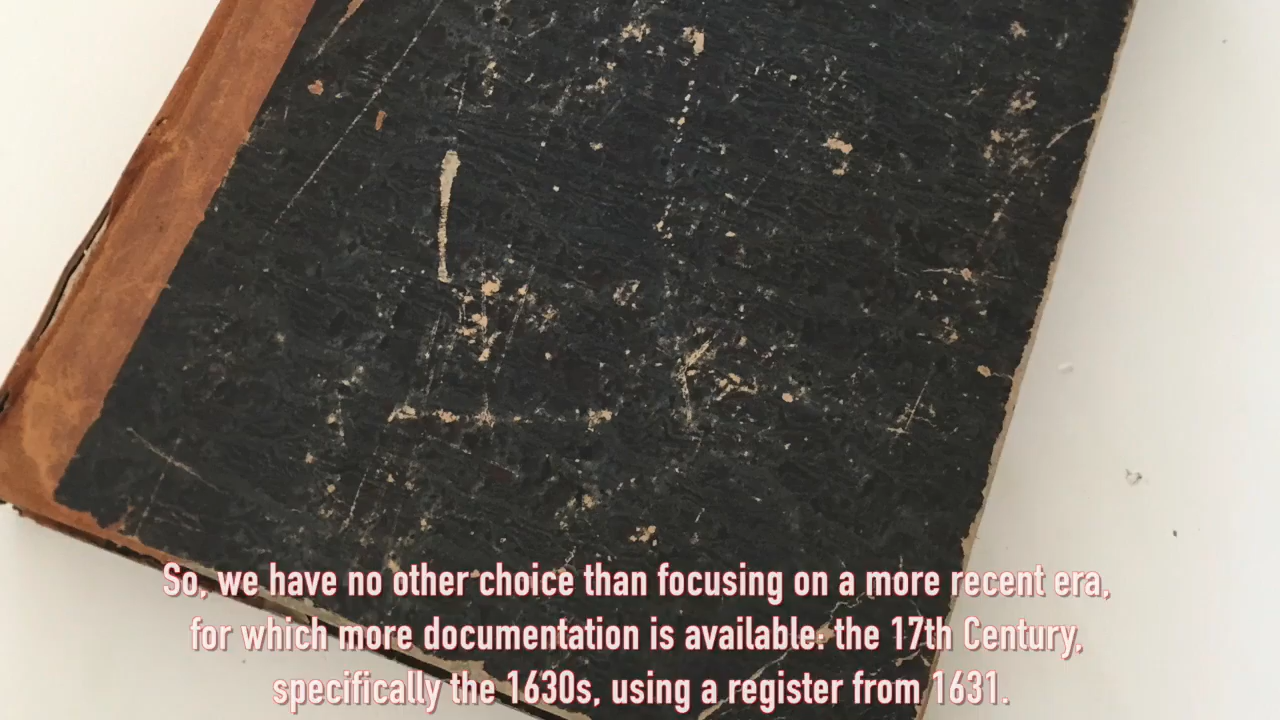 So, we have no other choice than focusing on a more recent era,
for which more documentation is available: the 17th Century,
specifically the 1630s, using a register from 1631.